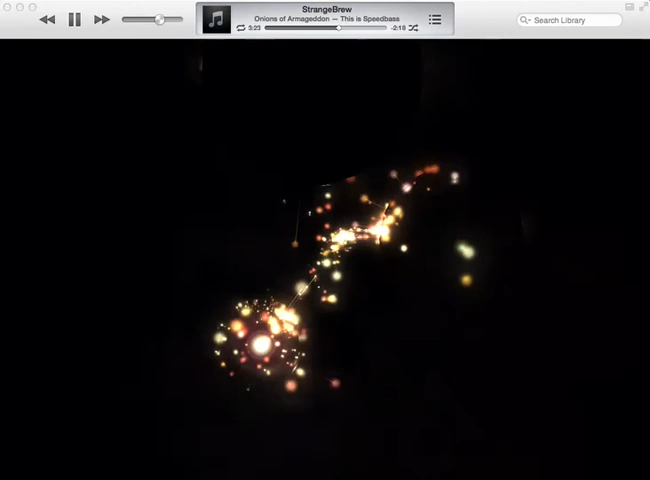 StrangeBrew
Onions of Armageddon — This is Speedbass
3:23
-2:18
Search Library